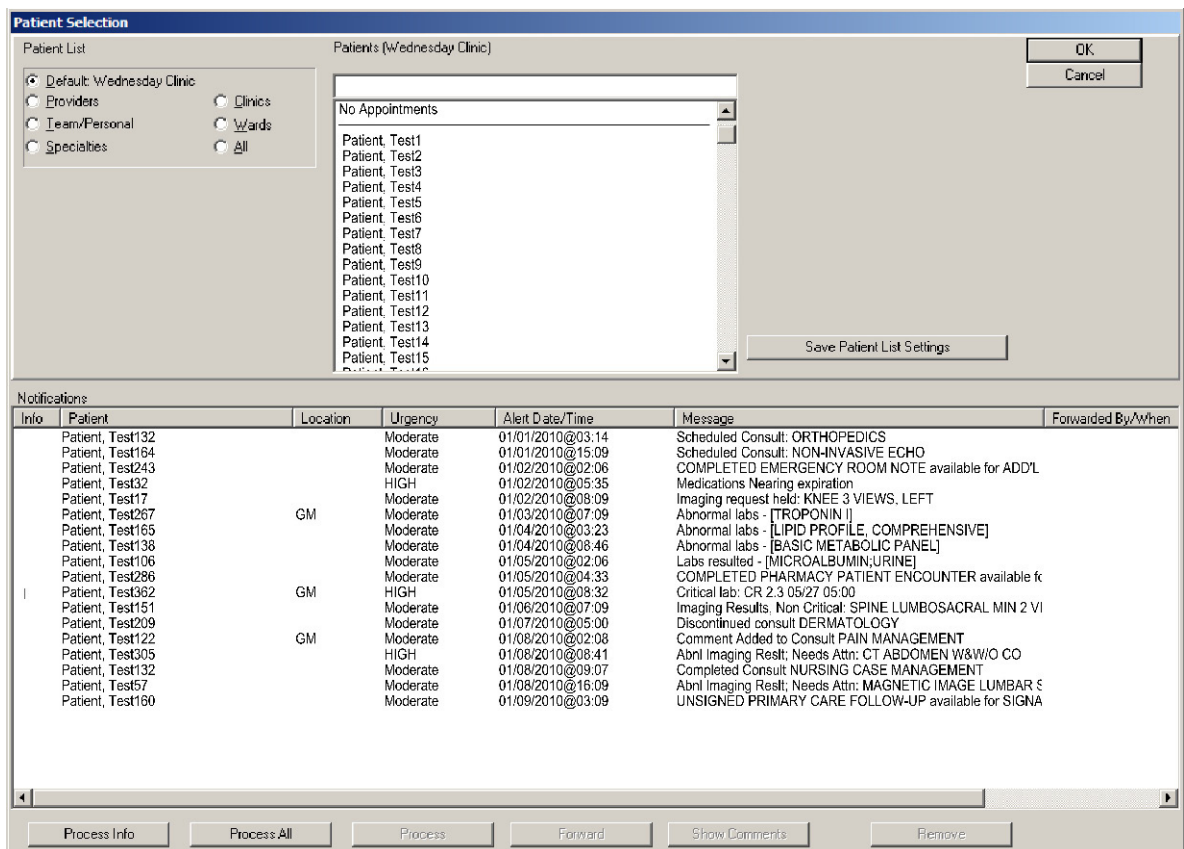 Patient Selection
Patient List
Patients (Wednesday Clinic)
OK
Cancel
Default: Wednesday Clinic
Providers
Clinics
Team/Personal
Wards
Specialties
All
No Appointments
Patient, Test1
Patient, Test2
Patient, Test3
Patient, Test4
Patient, Test5
Patient, Test6
Patient, Test7
Patient, Test8
Patient, Test9
Patient, Test10
Patient, Test11
Patient, Test12
Patient, Test13
Patient, Test14
Patient, Test15
Save Patient List Settings
Notifications
Info Patient Location Urgency Alert Date/Time Message Forwarded By/When
Patient, Test132 Moderate 01/01/2010@03:14 Scheduled Consult: ORTHOPEDICS
Patient, Test164 Moderate 01/01/2010@15:09 Scheduled Consult: NON-INVASIVE ECHO
Patient, Test243 Moderate 01/02/2010@02:06 COMPLETED EMERGENCY ROOM NOTE available for ADD'L
Patient, Test32 HIGH 01/02/2010@05:35 Medications Nearing expiration
Patient, Test17 Moderate 01/02/2010@08:09 Imaging request held: KNEE 3 VIEWS, LEFT
Patient, Test267 GM Moderate 01/03/2010@07:09 Abnormal labs - [TROPONIN I]
Patient, Test165 Moderate 01/04/2010@03:23 Abnormal labs - [LIPID PROFILE, COMPREHENSIVE]
Patient, Test138 Moderate 01/04/2010@08:46 Abnormal labs - [BASIC METABOLIC PANEL]
Patient, Test106 Moderate 01/05/2010@02:06 Labs resulted - [MICROALBUMIN;URINE]
Patient, Test286 Moderate 01/05/2010@04:33 COMPLETED PHARMACY PATIENT ENCOUNTER available fo
I Patient, Test362 GM HIGH 01/05/2010@08:32 Critical lab: CR 2.3 05/27 05:00
Patient, Test151 Moderate 01/06/2010@07:09 Imaging Results, Non Critical: SPINE LUMBOSACRAL MIN 2 VI
Patient, Test209 Moderate 01/07/2010@05:00 Discontinued consult DERMATOLOGY
Patient, Test122 GM Moderate 01/08/2010@02:08 Comment Added to Consult PAIN MANAGEMENT
Patient, Test305 HIGH 01/08/2010@08:41 Abnl Imaging Reslt; Needs Attn: CT ABDOMEN W&W/O CO
Patient, Test132 Moderate 01/08/2010@09:07 Completed Consult NURSING CASE MANAGEMENT
Patient, Test57 Moderate 01/08/2010@16:09 Abnl Imaging Reslt; Needs Attn: MAGNETIC IMAGE LUMBAR S
Patient, Test160 Moderate 01/09/2010@03:09 UNSIGNED PRIMARY CARE FOLLOW-UP available for SIGNA
Process Info
Process All
Process
Forward
Show Comments
Remove